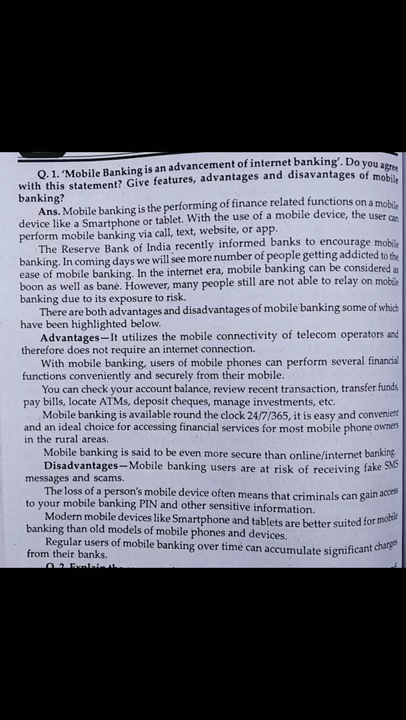 Q. 1. 'Mobile Banking is an advancement of internet banking'. Do you agree
with this statement? Give features, advantages and disavantages of mobile
banking?
Ans. Mobile banking is the performing of finance related functions on a mobile
device like a Smartphone or tablet. With the use of a mobile device, the user can
perform mobile banking via call, text, website, or app.
The Reserve Bank of India recently informed banks to encourage mobile
banking. In coming days we will see more number of people getting addicted to the
ease of mobile banking. In the internet era, mobile banking can be considered as
boon as well as bane. However, many people still are not able to relay on mobile
banking due to its exposure to risk.
There are both advantages and disadvantages of mobile banking some of which
have been highlighted below.
Advantages—It utilizes the mobile connectivity of telecom operators and
therefore does not require an internet connection.
With mobile banking, users of mobile phones can perform several financial
functions conveniently and securely from their mobile.
You can check your account balance, review recent transaction, transfer funds,
pay bills, locate ATMs, deposit cheques, manage investments, etc.
Mobile banking is available round the clock 24/7/365, it is easy and convenient
and an ideal choice for accessing financial services for most mobile phone owners
in the rural areas.
Mobile banking is said to be even more secure than online/internet banking.
Disadvantages—Mobile banking users are at risk of receiving fake SMS
messages and scams.
The loss of a person's mobile device often means that criminals can gain access
to your mobile banking PIN and other sensitive information.
Modern mobile devices like Smartphone and tablets are better suited for mobile
banking than old models of mobile phones and devices.
Regular users of mobile banking over time can accumulate significant charges
from their banks.
Q. 2. Explain the